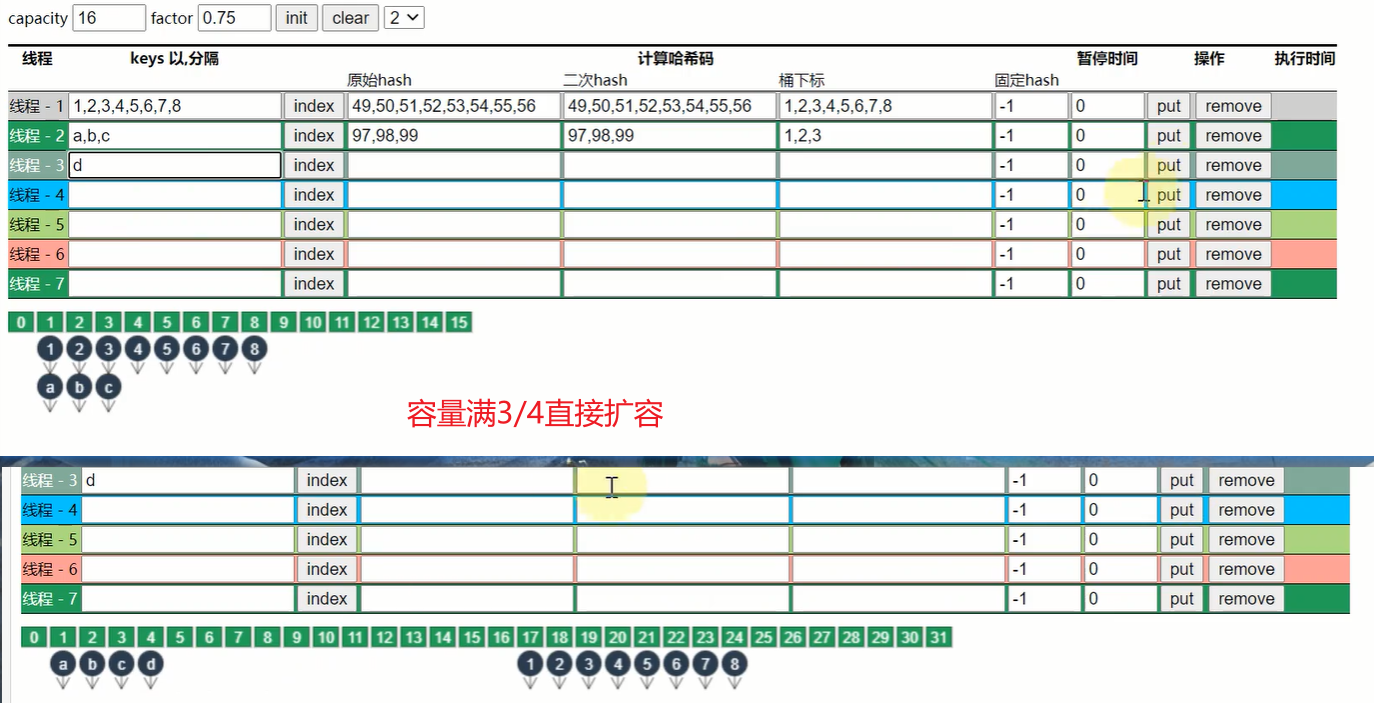 capacity 16 factor 0.75 init clear 2
线程 keys 以,分隔 计算哈希码 暂停时间 操作 执行时间
原始hash 二次hash 桶下标 固定hash
线程 - 1 1,2,3,4,5,6,7,8 index 49,50,51,52,53,54,55,56 49,50,51,52,53,54,55,56 1,2,3,4,5,6,7,8 -1 0 put remove
线程 - 2 a,b,c index 97,98,99 97,98,99 1,2,3 -1 0 put remove
线程 - 3 d index -1 0 put remove
线程 - 4 index -1 0 put remove
线程 - 5 index -1 0 put remove
线程 - 6 index -1 0 put remove
线程 - 7 index -1 0 put remove
0 1 2 3 4 5 6 7 8 9 10 11 12 13 14 15
1 2 3 4 5 6 7 8
a b c
容量满3/4直接扩容
线程 - 3 d index -1 0 put remove
线程 - 4 index -1 0 put remove
线程 - 5 index -1 0 put remove
线程 - 6 index -1 0 put remove
线程 - 7 index -1 0 put remove
0 1 2 3 4 5 6 7 8 9 10 11 12 13 14 15 16 17 18 19 20 21 22 23 24 25 26 27 28 29 30 31
a b c d 1 2 3 4 5 6 7 8